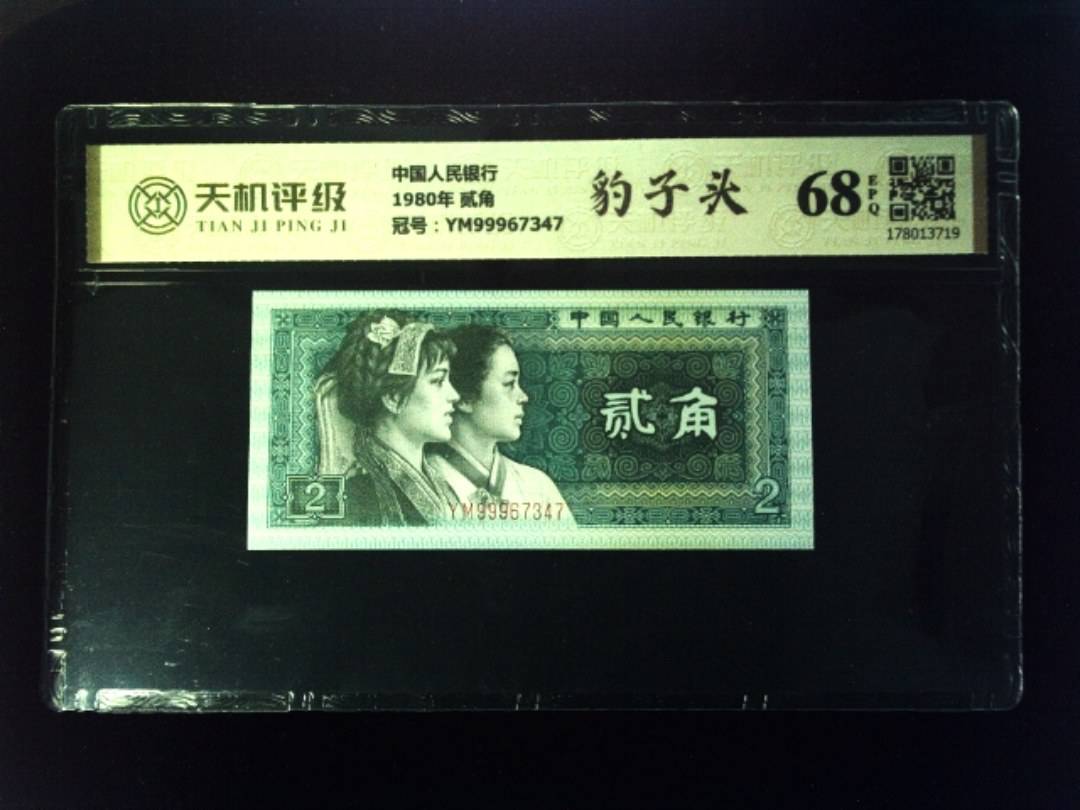 天机评级
TIAN JI PING JI
中国人民银行
1980年 贰角
冠号：YM99967347
豹子头
68
EPQ
178013719
中国人民银行
贰角
2
2
YM99967347